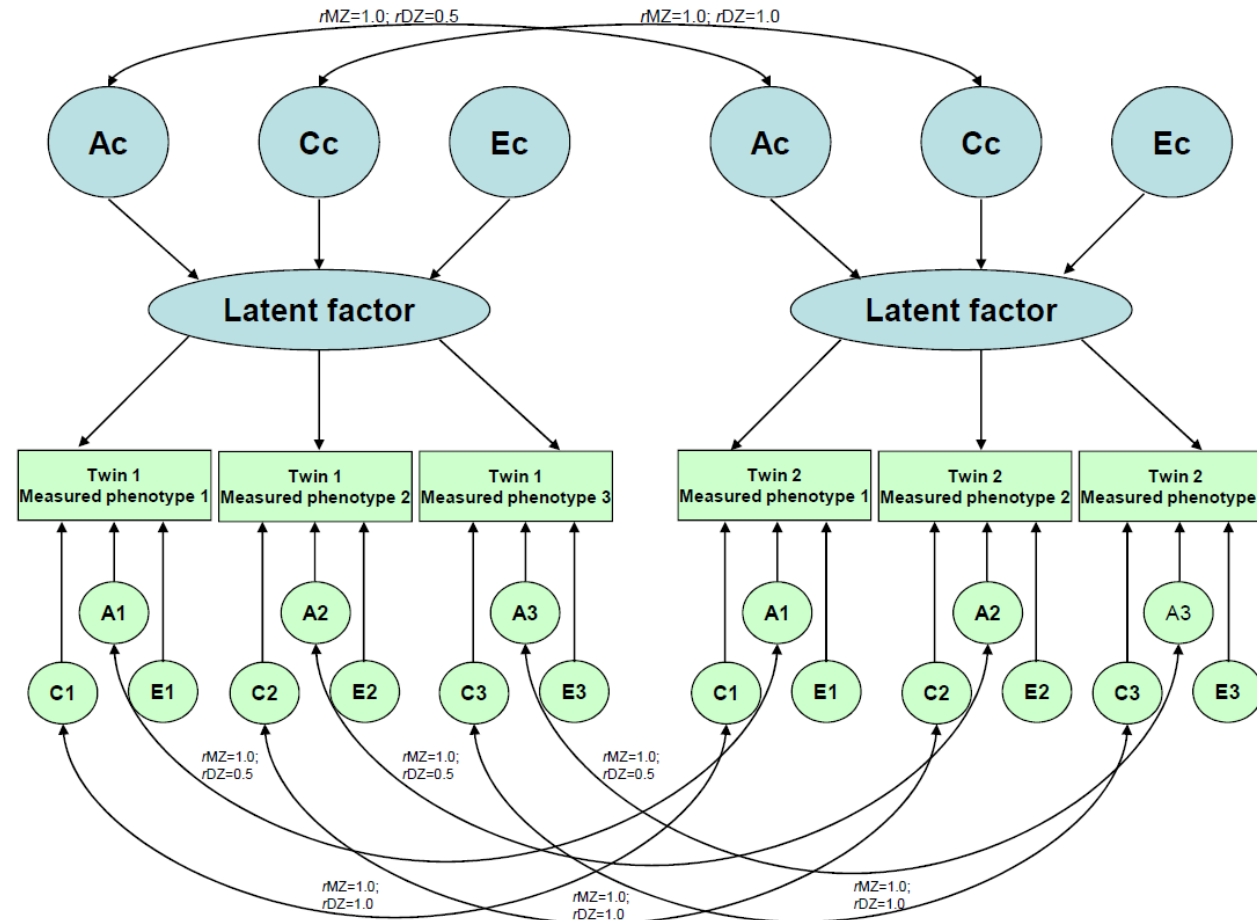 rMZ=1.0; rDZ=0.5
rMZ=1.0; rDZ=1.0
Ac
Cc
Ec
Ac
Cc
Ec
Latent factor
Latent factor
Twin 1
Measured phenotype 1
Twin 1
Measured phenotype 2
Twin 1
Measured phenotype 3
Twin 2
Measured phenotype 1
Twin 2
Measured phenotype 2
Twin 2
Measured phenotype
A1
A2
A3
A1
A2
A3
C1
E1
C2
E2
C3
E3
C1
E1
C2
E2
C3
E3
rMZ=1.0;
rDZ=0.5
rMZ=1.0;
rDZ=0.5
rMZ=1.0;
rDZ=0.5
rMZ=1.0;
rDZ=1.0
rMZ=1.0;
rDZ=1.0
rMZ=1.0;
rDZ=1.0